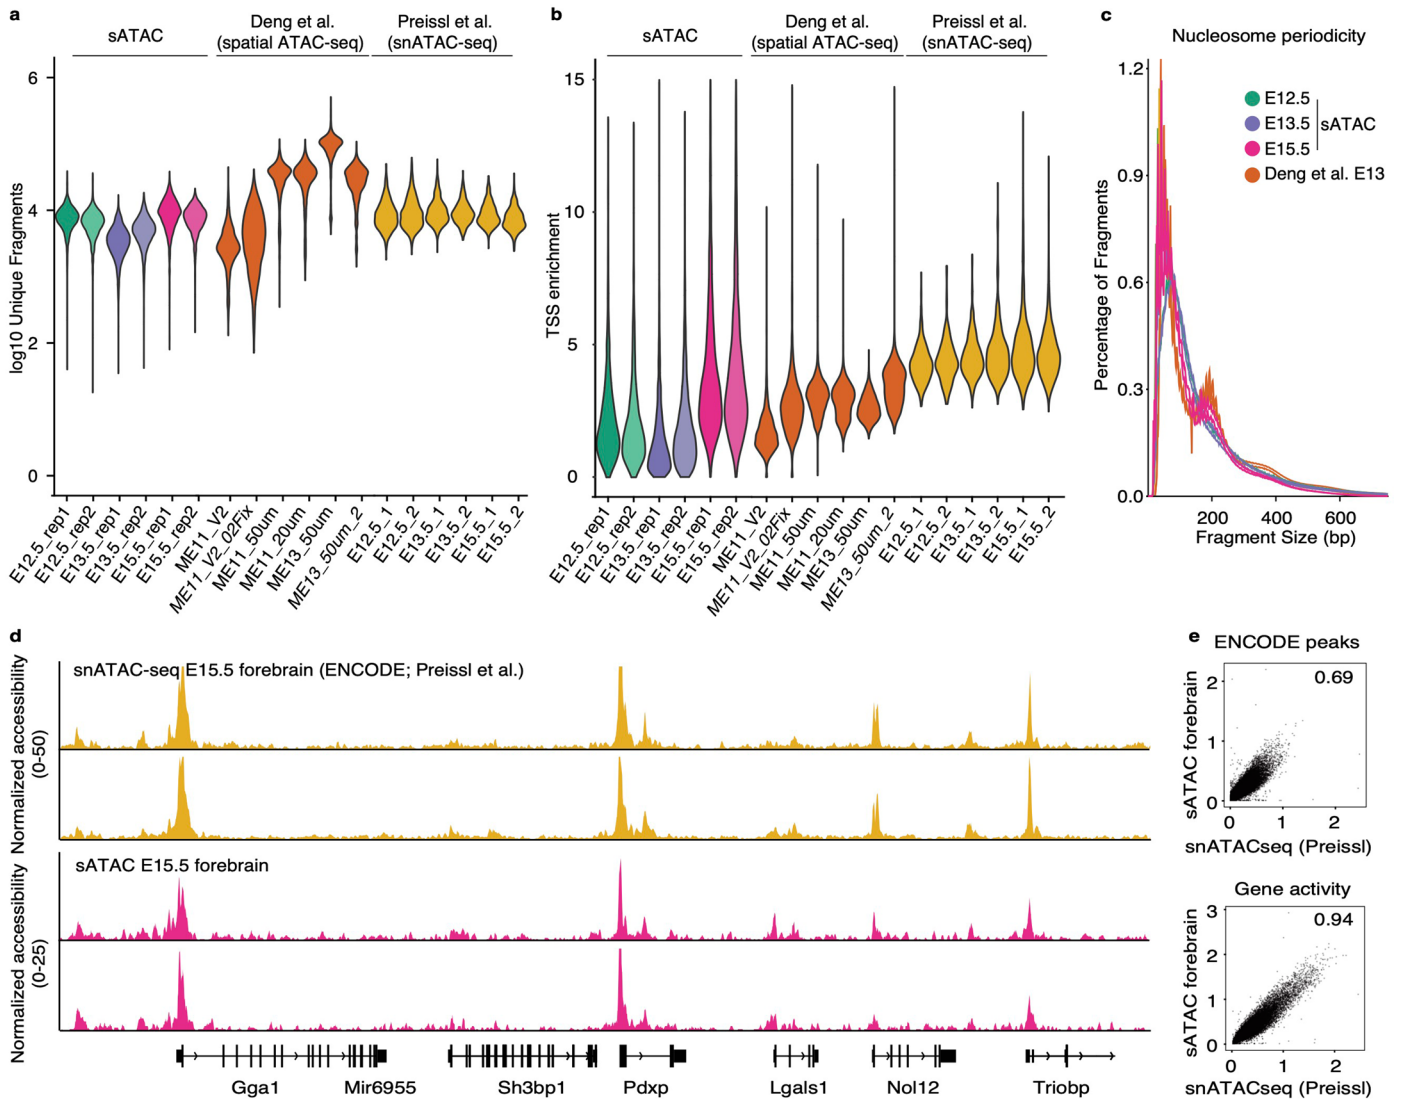 a
sATAC
Deng et al.
(spatial ATAC-seq)
Preissl et al.
(snATAC-seq)
log10 Unique Fragments
6
4
2
0
E12.5_rep1
E12.5_rep2
E13.5_rep1
E13.5_rep2
E15.5_rep1
E15.5_rep2
ME11_V2
ME11_V2_02Fix
ME11_50um
ME11_20um
ME13_50um
ME13_50um_2
E12.5_1
E12.5_2
E13.5_1
E13.5_2
E15.5_1
E15.5_2
b
sATAC
Deng et al.
(spatial ATAC-seq)
Preissl et al.
(snATAC-seq)
TSS enrichment
15
10
5
0
E12.5_rep1
E12.5_rep2
E13.5_rep1
E13.5_rep2
E15.5_rep1
E15.5_rep2
ME11_V2
ME11_V2_02Fix
ME11_50um
ME11_20um
ME13_50um
ME13_50um_2
E12.5_1
E12.5_2
E13.5_1
E13.5_2
E15.5_1
E15.5_2
c
Nucleosome periodicity
Percentage of Fragments
1.2
0.9
0.6
0.3
0.0
E12.5
E13.5
E15.5
sATAC
Deng et al. E13
200 400 600
Fragment Size (bp)
d
Normalized accessibility
(0-50)
snATAC-seq E15.5 forebrain (ENCODE; Preissl et al.)
Normalized accessibility
(0-25)
sATAC E15.5 forebrain
Gga1 Mir6955 Sh3bp1 Pdxp Lgals1 Nol12 Triobp
e
ENCODE peaks
0.69
sATAC forebrain
2
1
0
0 1 2
snATACseq (Preissl)
Gene activity
0.94
sATAC forebrain
3
2
1
0
0 1 2
snATACseq (Preissl)